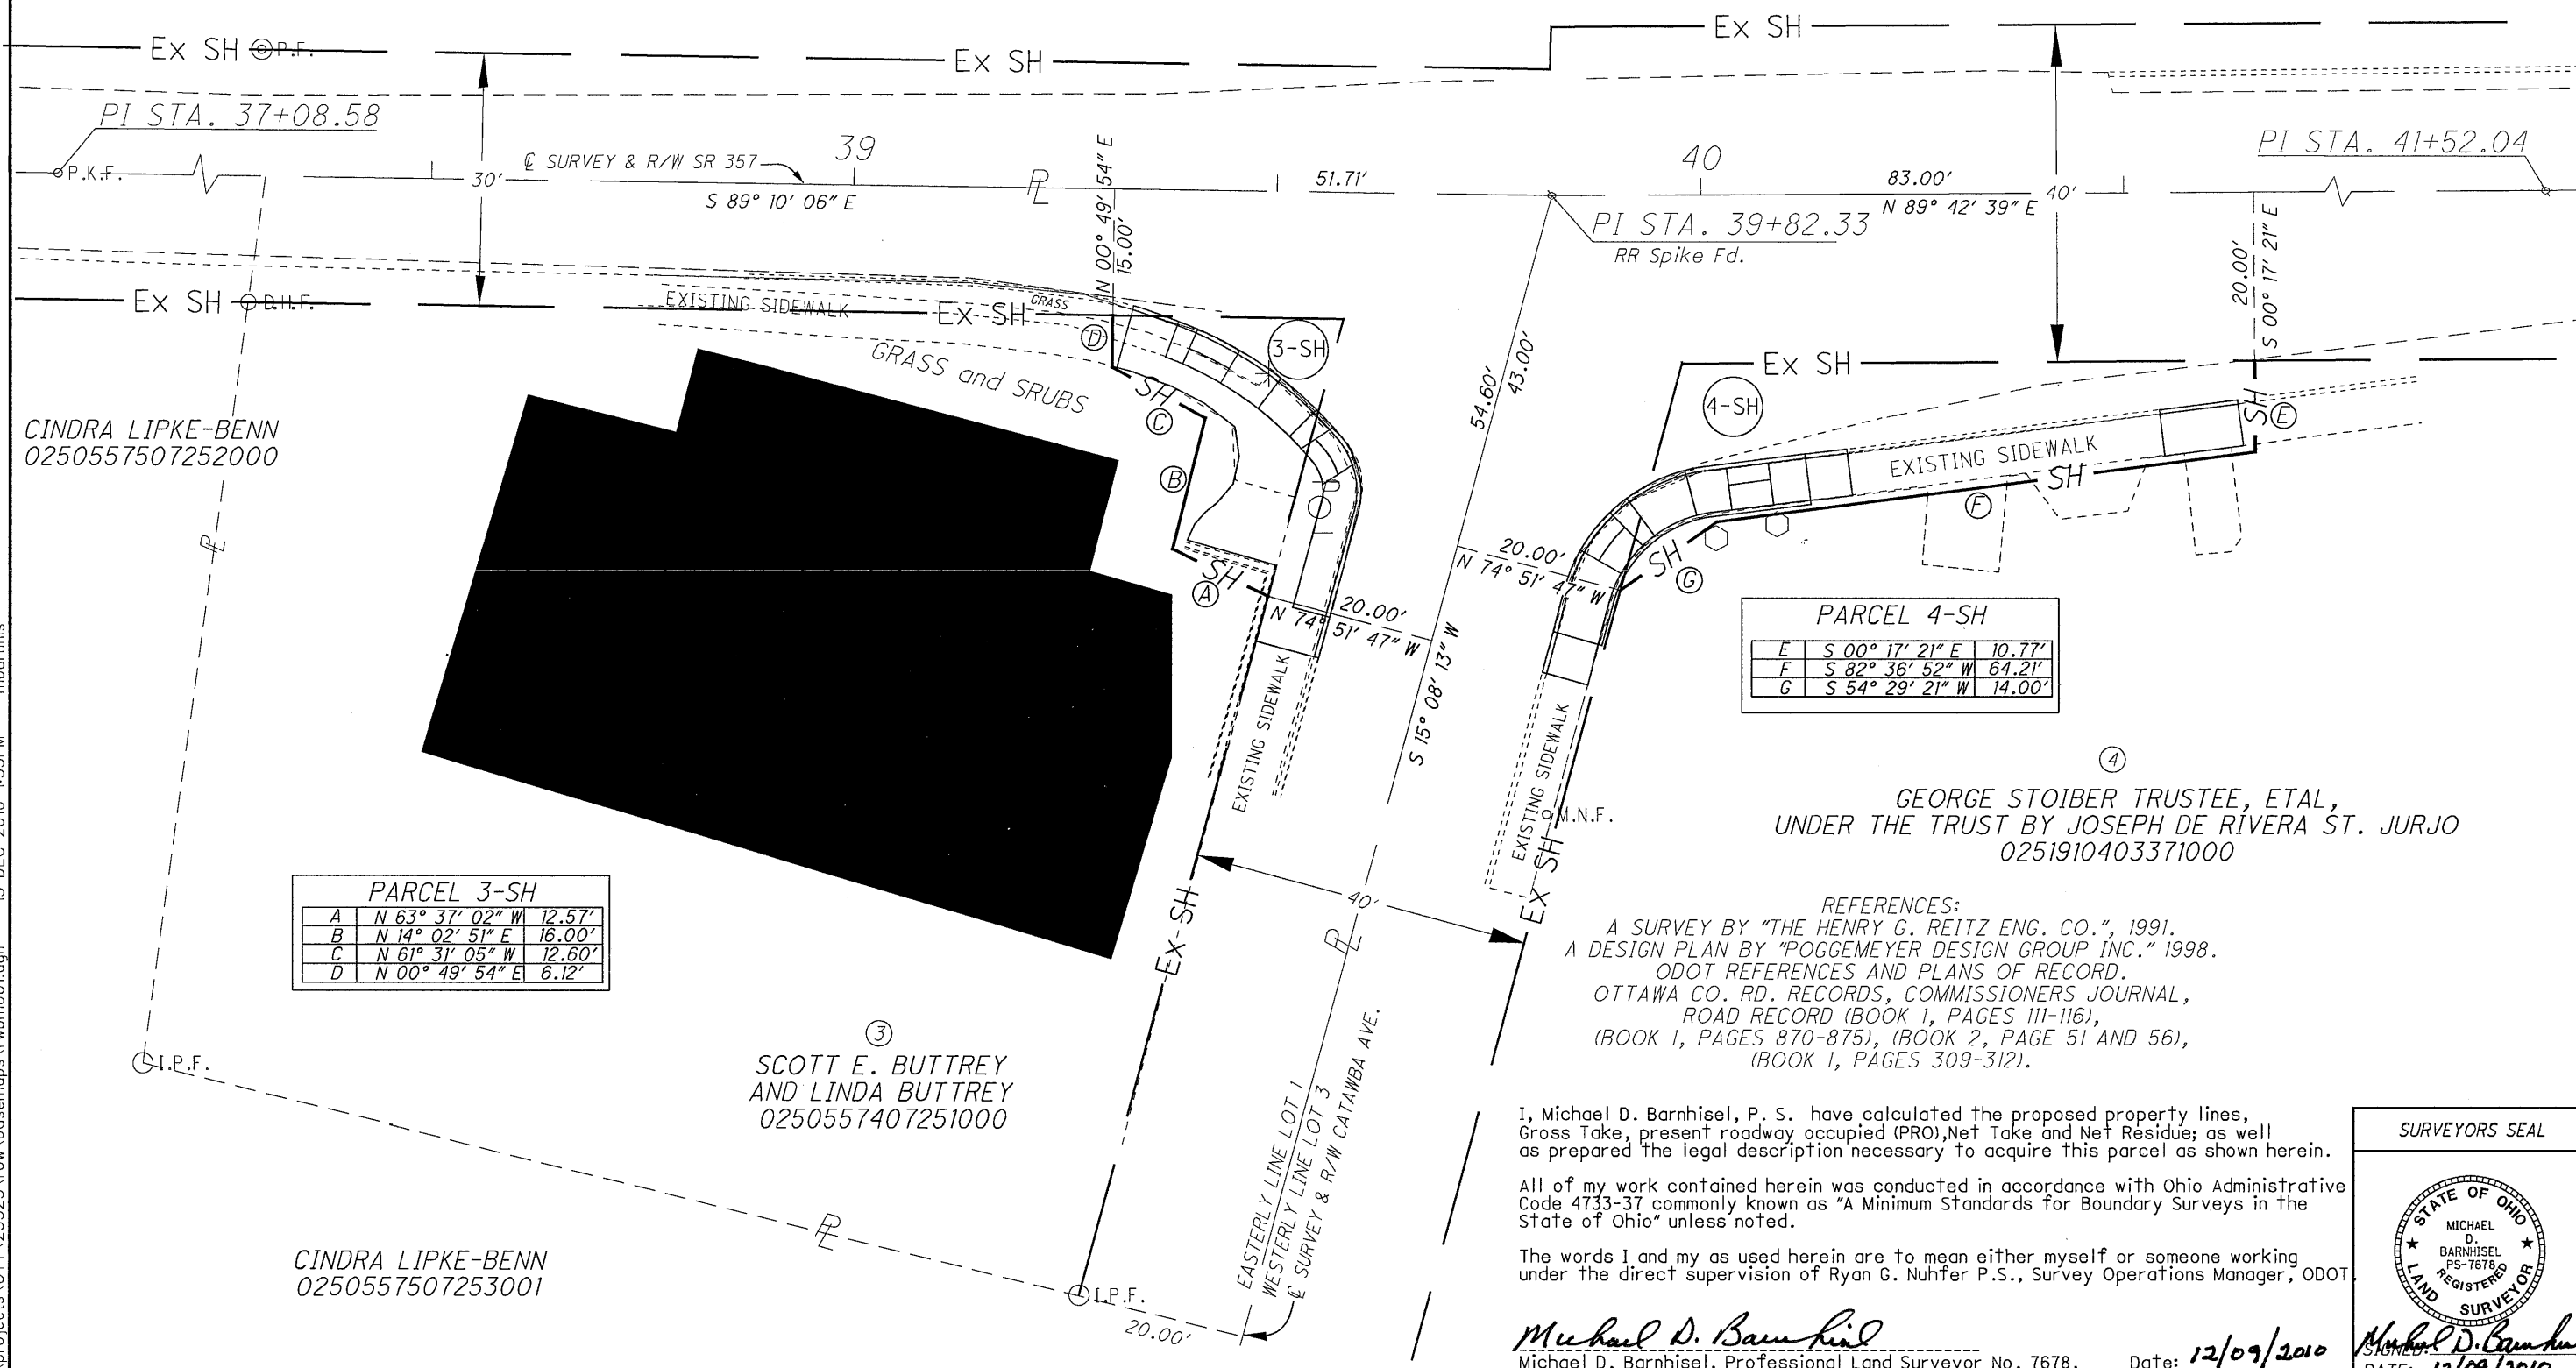 Ex SH
P.F.
Ex SH
Ex SH
PI STA. 37+08.58
P.K.F.
30'
℄ SURVEY & R/W SR 357
39
S 89° 10' 06" E
N 00° 49' 54" E
15.00'
51.71'
40
83.00'
N 89° 42' 39" E
40'
PI STA. 41+52.04
PI STA. 39+82.33
RR Spike Fd.
20.00'
S 00° 17' 21" E
Ex SH
D.H.F.
EXISTING SIDEWALK
GRASS
Ex SH
3-SH
D
GRASS and SRUBS
SH
C
B
SH
A
CINDRA LIPKE-BENN
0250557507252000
54.60'
43.00'
Ex SH
4-SH
EXISTING SIDEWALK
SH
E
SH
F
SH
G
20.00'
N 74° 51' 47" W
20.00'
N 74° 51' 47" W
S 15° 08' 13" W
PARCEL 4-SH
E S 00° 17' 21" E 10.77'
F S 82° 36' 52" W 64.21'
G S 54° 29' 21" W 14.00'
EXISTING SIDEWALK
EXISTING SIDEWALK
M.N.F.
Ex SH
Ex SH
40'
4
GEORGE STOIBER TRUSTEE, ETAL,
UNDER THE TRUST BY JOSEPH DE RIVERA ST. JURJO
0251910403371000
PARCEL 3-SH
A N 63° 37' 02" W 12.57'
B N 14° 02' 51" E 16.00'
C N 61° 31' 05" W 12.60'
D N 00° 49' 54" E 6.12'
REFERENCES:
A SURVEY BY "THE HENRY G. REITZ ENG. CO.", 1991.
A DESIGN PLAN BY "POGGEMEYER DESIGN GROUP INC." 1998.
ODOT REFERENCES AND PLANS OF RECORD.
OTTAWA CO. RD. RECORDS, COMMISSIONERS JOURNAL,
ROAD RECORD (BOOK 1, PAGES 111-116),
(BOOK 1, PAGES 870-875), (BOOK 2, PAGE 51 AND 56),
(BOOK 1, PAGES 309-312).
3
SCOTT E. BUTTREY
AND LINDA BUTTREY
0250557407251000
I.P.F.
I.P.F.
20.00'
CINDRA LIPKE-BENN
0250557507253001
EASTERLY LINE LOT 1
WESTERLY LINE LOT 3
℄ SURVEY & R/W CATAWBA AVE.
I, Michael D. Barnhisel, P. S. have calculated the proposed property lines,
Gross Take, present roadway occupied (PRO),Net Take and Net Residue; as well
as prepared the legal description necessary to acquire this parcel as shown herein.
All of my work contained herein was conducted in accordance with Ohio Administrative
Code 4733-37 commonly known as "A Minimum Standards for Boundary Surveys in the
State of Ohio" unless noted.
The words I and my as used herein are to mean either myself or someone working
under the direct supervision of Ryan G. Nuhfer P.S., Survey Operations Manager, ODOT.
Michael D. Barnhisel
Michael D. Barnhisel, Professional Land Surveyor No. 7678. Date: 12/09/2010
SURVEYORS SEAL
STATE OF OHIO
MICHAEL
D.
BARNHISEL
PS-7678
REGISTERED
LAND SURVEYOR
SIGNED:
DATE: 12/09/2010